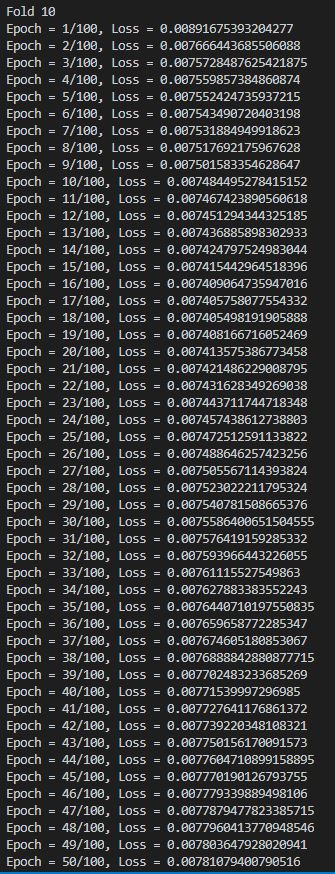 Fold 10
Epoch = 1/100, Loss = 0.00891675393204277
Epoch = 2/100, Loss = 0.007666443685506088
Epoch = 3/100, Loss = 0.0075728487625421875
Epoch = 4/100, Loss = 0.007559857384860874
Epoch = 5/100, Loss = 0.007552424735937215
Epoch = 6/100, Loss = 0.007543490720403198
Epoch = 7/100, Loss = 0.007531884949918623
Epoch = 8/100, Loss = 0.007517692175967628
Epoch = 9/100, Loss = 0.007501583354628647
Epoch = 10/100, Loss = 0.007484495278415152
Epoch = 11/100, Loss = 0.007467423890560618
Epoch = 12/100, Loss = 0.007451294344325185
Epoch = 13/100, Loss = 0.007436885898302933
Epoch = 14/100, Loss = 0.007424797524983044
Epoch = 15/100, Loss = 0.007415442964518396
Epoch = 16/100, Loss = 0.007409064735947016
Epoch = 17/100, Loss = 0.007405758077554332
Epoch = 18/100, Loss = 0.007405498191905888
Epoch = 19/100, Loss = 0.007408166716052469
Epoch = 20/100, Loss = 0.007413575386773458
Epoch = 21/100, Loss = 0.007421486229008795
Epoch = 22/100, Loss = 0.007431628349269038
Epoch = 23/100, Loss = 0.007443711744718348
Epoch = 24/100, Loss = 0.007457438612738803
Epoch = 25/100, Loss = 0.007472512591133822
Epoch = 26/100, Loss = 0.007488646257423256
Epoch = 27/100, Loss = 0.007505567114393824
Epoch = 28/100, Loss = 0.007523022211795324
Epoch = 29/100, Loss = 0.007540781508665376
Epoch = 30/100, Loss = 0.0075586400651504555
Epoch = 31/100, Loss = 0.007576419159285332
Epoch = 32/100, Loss = 0.007593966443226055
Epoch = 33/100, Loss = 0.00761115527549863
Epoch = 34/100, Loss = 0.007627883383552243
Epoch = 35/100, Loss = 0.0076440710197550835
Epoch = 36/100, Loss = 0.007659658772285347
Epoch = 37/100, Loss = 0.007674605180853067
Epoch = 38/100, Loss = 0.0076888842880877715
Epoch = 39/100, Loss = 0.007702483233685269
Epoch = 40/100, Loss = 0.00771539997296985
Epoch = 41/100, Loss = 0.007727641176861372
Epoch = 42/100, Loss = 0.007739220348108321
Epoch = 43/100, Loss = 0.007750156170091573
Epoch = 44/100, Loss = 0.0077604710899158895
Epoch = 45/100, Loss = 0.007770190126793755
Epoch = 46/100, Loss = 0.007779339889498106
Epoch = 47/100, Loss = 0.0077879477823385715
Epoch = 48/100, Loss = 0.0077960413770948546
Epoch = 49/100, Loss = 0.007803647928020941
Epoch = 50/100, Loss = 0.00781079400790516